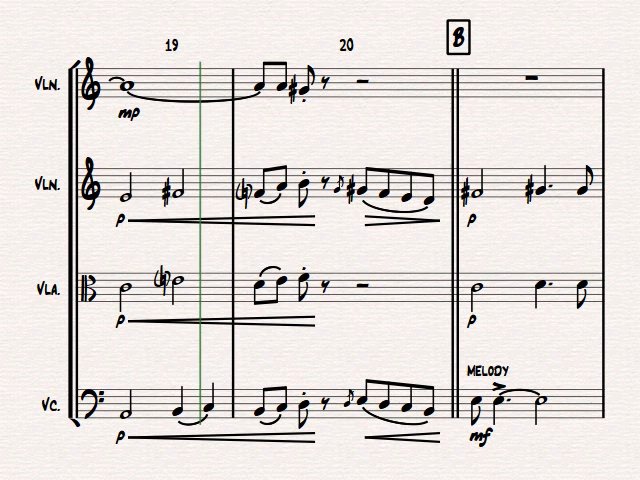 19 20 B
VLN.
mp
VLN.
p p
VLA.
p p
MELODY
VC.
p mf